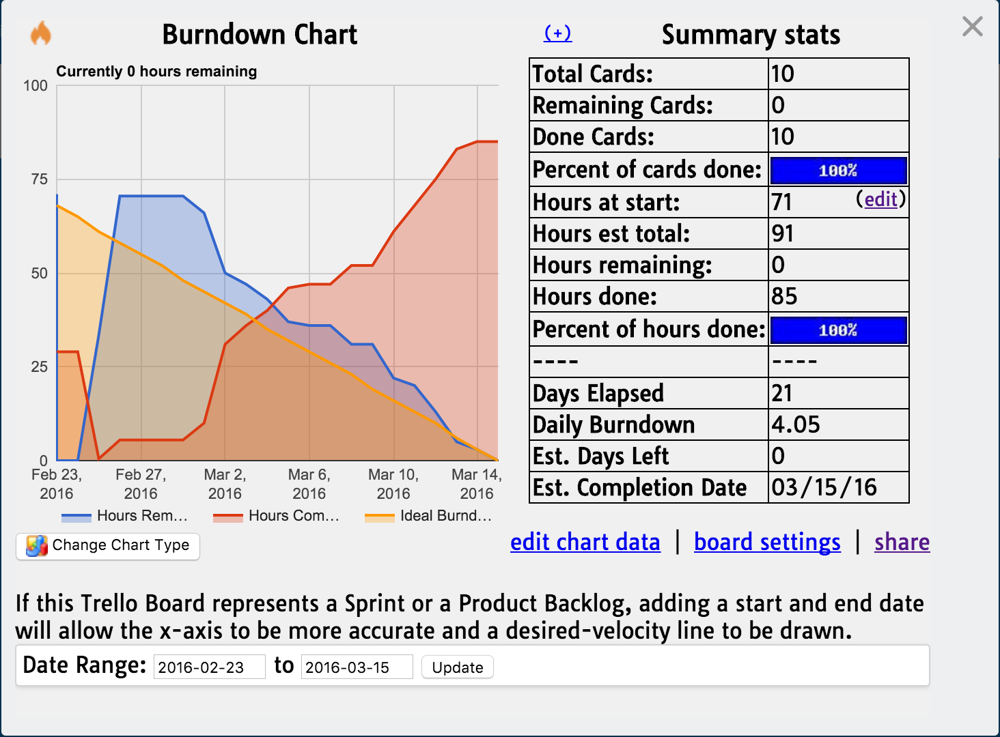 Burndown Chart
(+)
Summary stats
Currently 0 hours remaining
100
75
50
25
0
Feb 23,
2016
Feb 27,
2016
Mar 2,
2016
Mar 6,
2016
Mar 10,
2016
Mar 14,
2016
Hours Rem...
Hours Com...
Ideal Burnd...
Change Chart Type
Total Cards: 10
Remaining Cards: 0
Done Cards: 10
Percent of cards done: 100%
Hours at start: 71 (edit)
Hours est total: 91
Hours remaining: 0
Hours done: 85
Percent of hours done: 100%
---- ----
Days Elapsed 21
Daily Burndown 4.05
Est. Days Left 0
Est. Completion Date 03/15/16
edit chart data | board settings | share
If this Trello Board represents a Sprint or a Product Backlog, adding a start and end date
will allow the x-axis to be more accurate and a desired-velocity line to be drawn.
Date Range: 2016-02-23 to 2016-03-15 Update